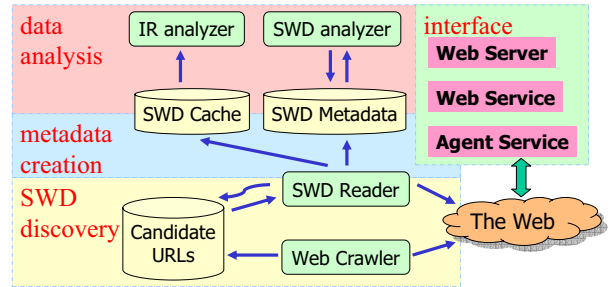 data
analysis
IR analyzer
SWD analyzer
interface
Web Server
Web Service
Agent Service
SWD Cache
SWD Metadata
metadata
creation
SWD
discovery
SWD Reader
Candidate
URLs
Web Crawler
The Web